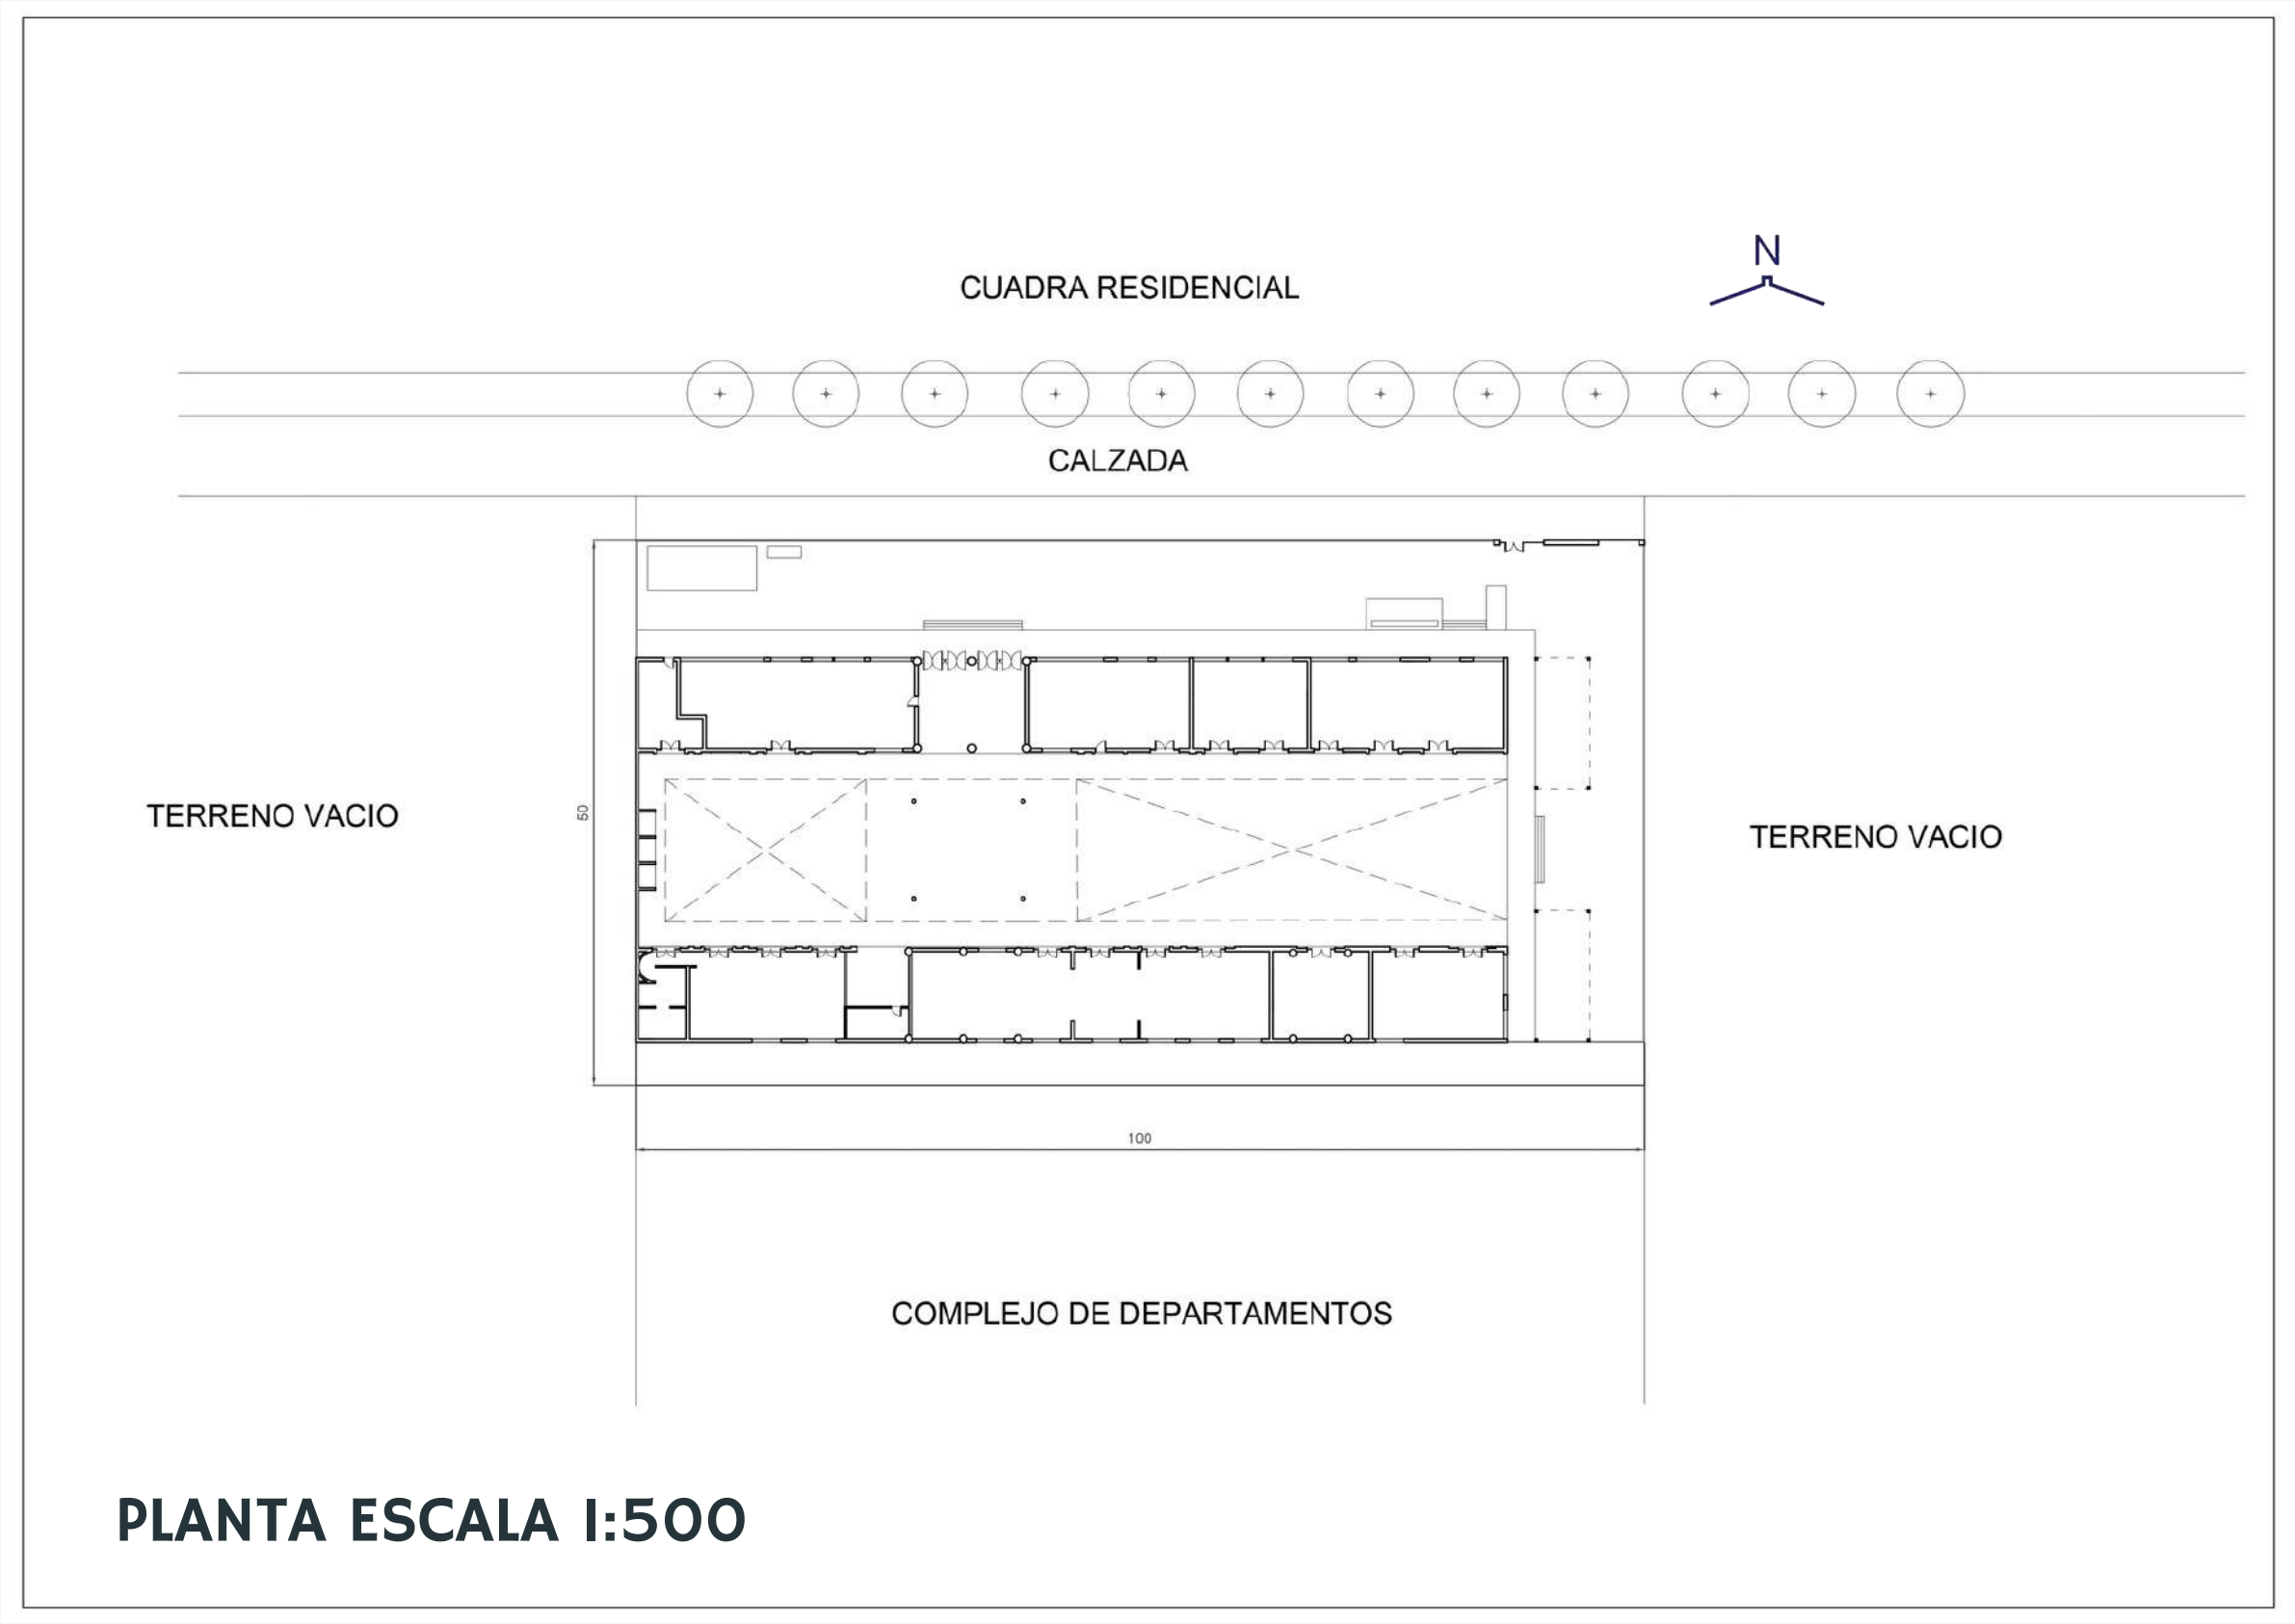 N
CUADRA RESIDENCIAL
CALZADA
TERRENO VACIO
50
TERRENO VACIO
100
COMPLEJO DE DEPARTAMENTOS
PLANTA ESCALA 1:500